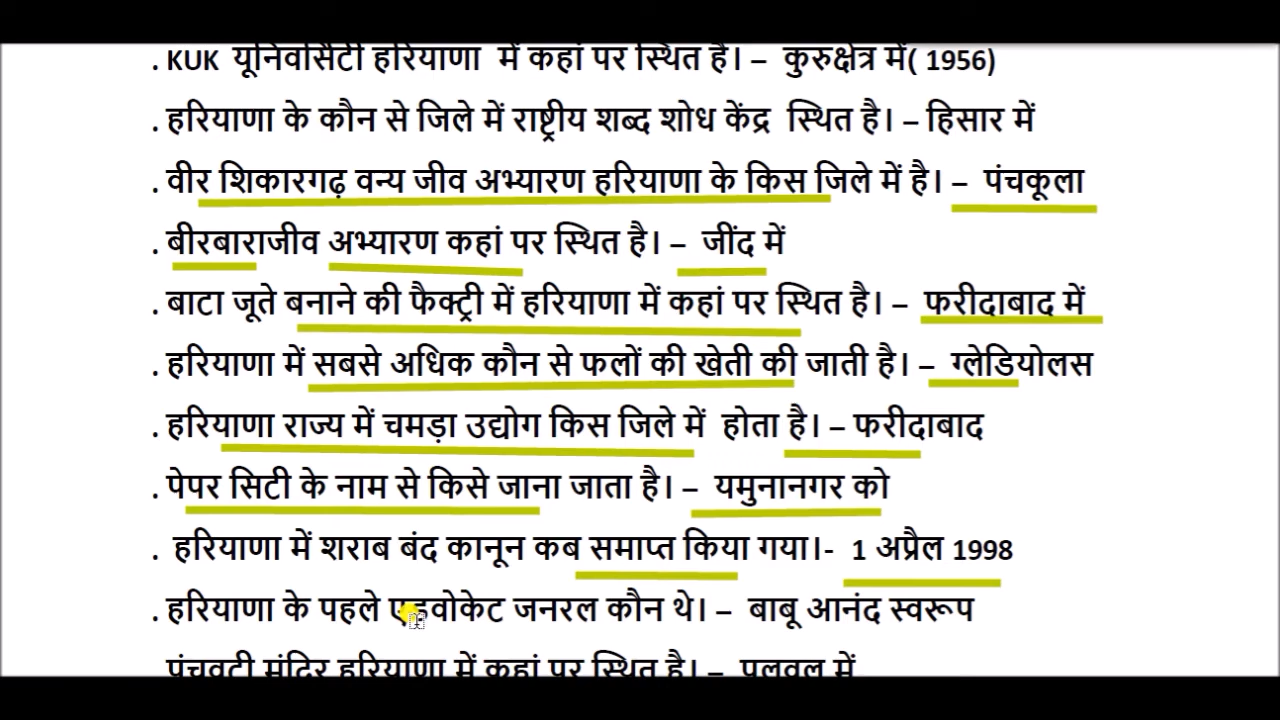 . KUK यूनिवर्सिटी हरियाणा में कहां पर स्थित है। – कुरुक्षेत्र में( 1956)
. हरियाणा के कौन से जिले में राष्ट्रीय शब्द शोध केंद्र स्थित है। – हिसार में
. वीर शिकारगढ़ वन्य जीव अभ्यारण हरियाणा के किस जिले में है। – पंचकूला
. बीरबाराजीव अभ्यारण कहां पर स्थित है। – जींद में
. बाटा जूते बनाने की फैक्ट्री में हरियाणा में कहां पर स्थित है। – फरीदाबाद में
. हरियाणा में सबसे अधिक कौन से फलों की खेती की जाती है। – ग्लेडियोलस
. हरियाणा राज्य में चमड़ा उद्योग किस जिले में होता है। – फरीदाबाद
. पेपर सिटी के नाम से किसे जाना जाता है। – यमुनानगर को
. हरियाणा में शराब बंद कानून कब समाप्त किया गया।- 1 अप्रैल 1998
. हरियाणा के पहले एडवोकेट जनरल कौन थे। – बाबू आनंद स्वरूप
पंचवटी मंदिर हरियाणा में कहां पर स्थित है। – पलवल में